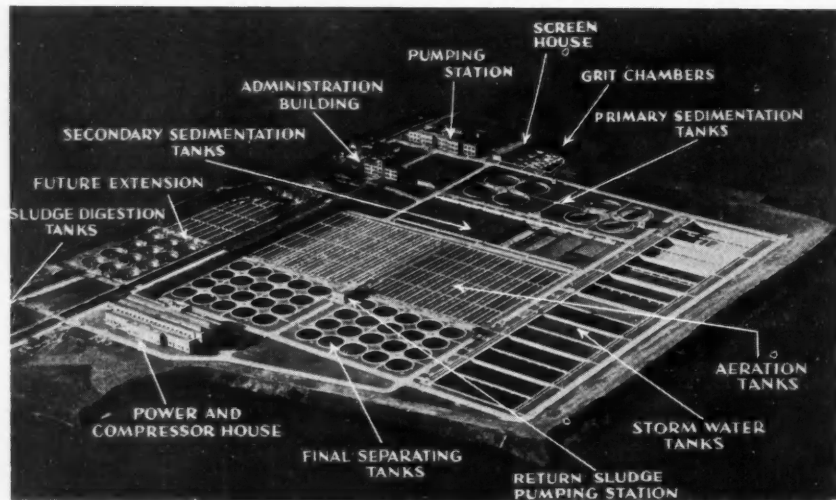 SCREEN
HOUSE
PUMPING
STATION
GRIT CHAMBERS
ADMINISTRATION
BUILDING
PRIMARY SEDIMENTATION
TANKS
SECONDARY SEDIMENTATION
TANKS
FUTURE EXTENSION
SLUDGE DIGESTION
TANKS
AERATION
TANKS
POWER AND
COMPRESSOR HOUSE
STORM WATER
TANKS
FINAL SEPARATING
TANKS
RETURN SLUDGE
PUMPING STATION